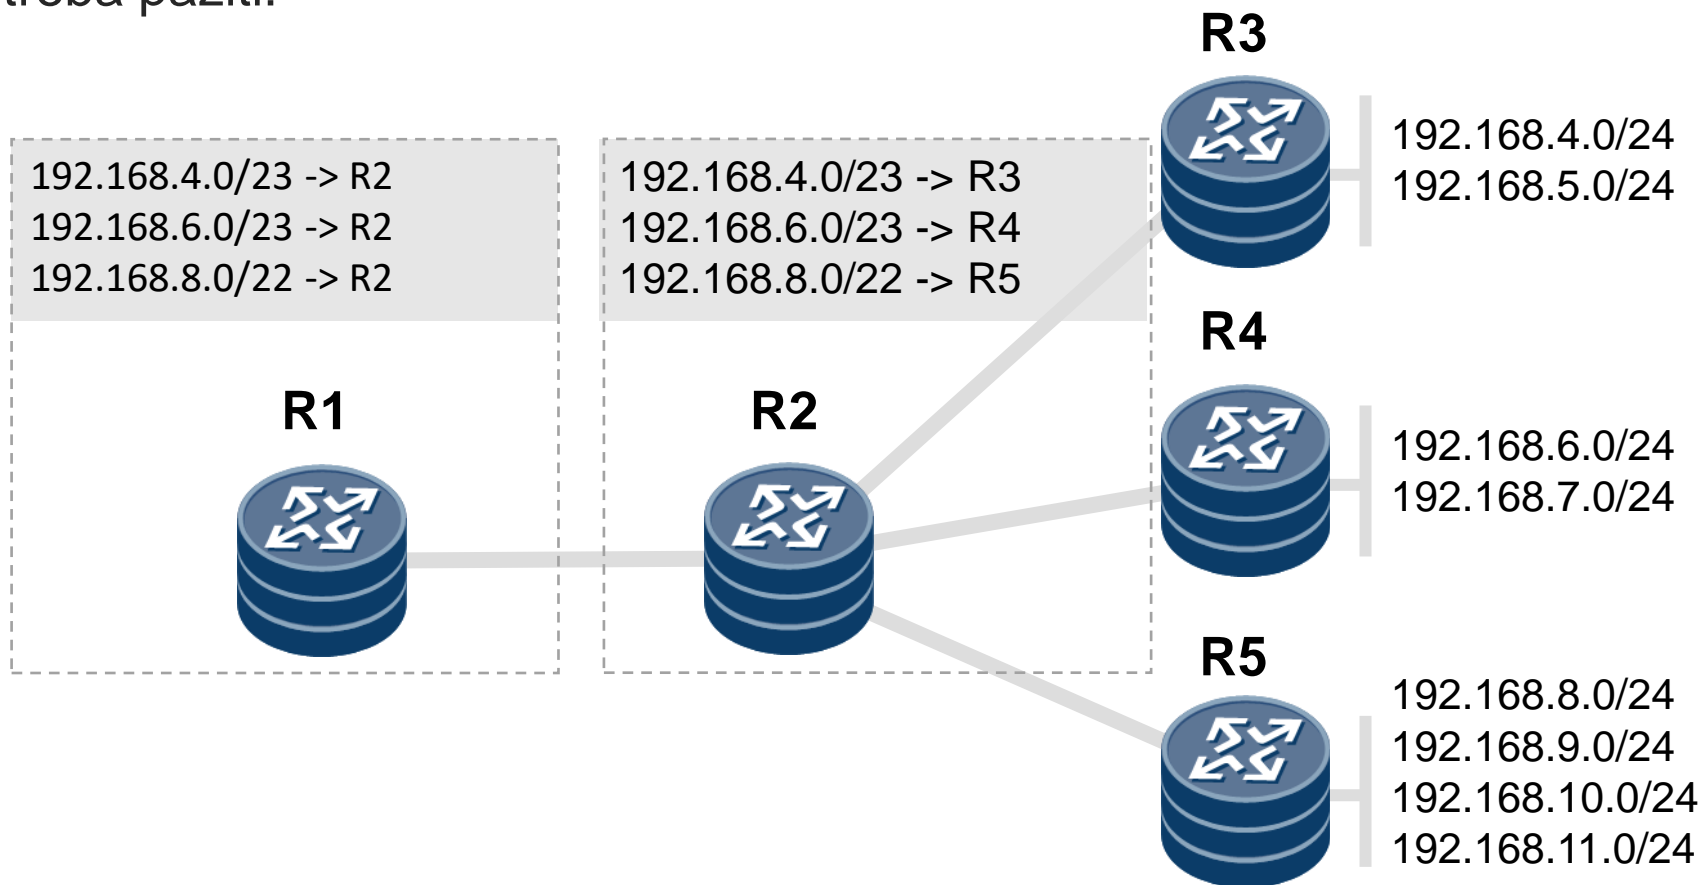 treba paziti.
R3
192.168.4.0/24
192.168.5.0/24
192.168.4.0/23 -> R2
192.168.6.0/23 -> R2
192.168.8.0/22 -> R2
192.168.4.0/23 -> R3
192.168.6.0/23 -> R4
192.168.8.0/22 -> R5
R4
R1
R2
192.168.6.0/24
192.168.7.0/24
R5
192.168.8.0/24
192.168.9.0/24
192.168.10.0/24
192.168.11.0/24